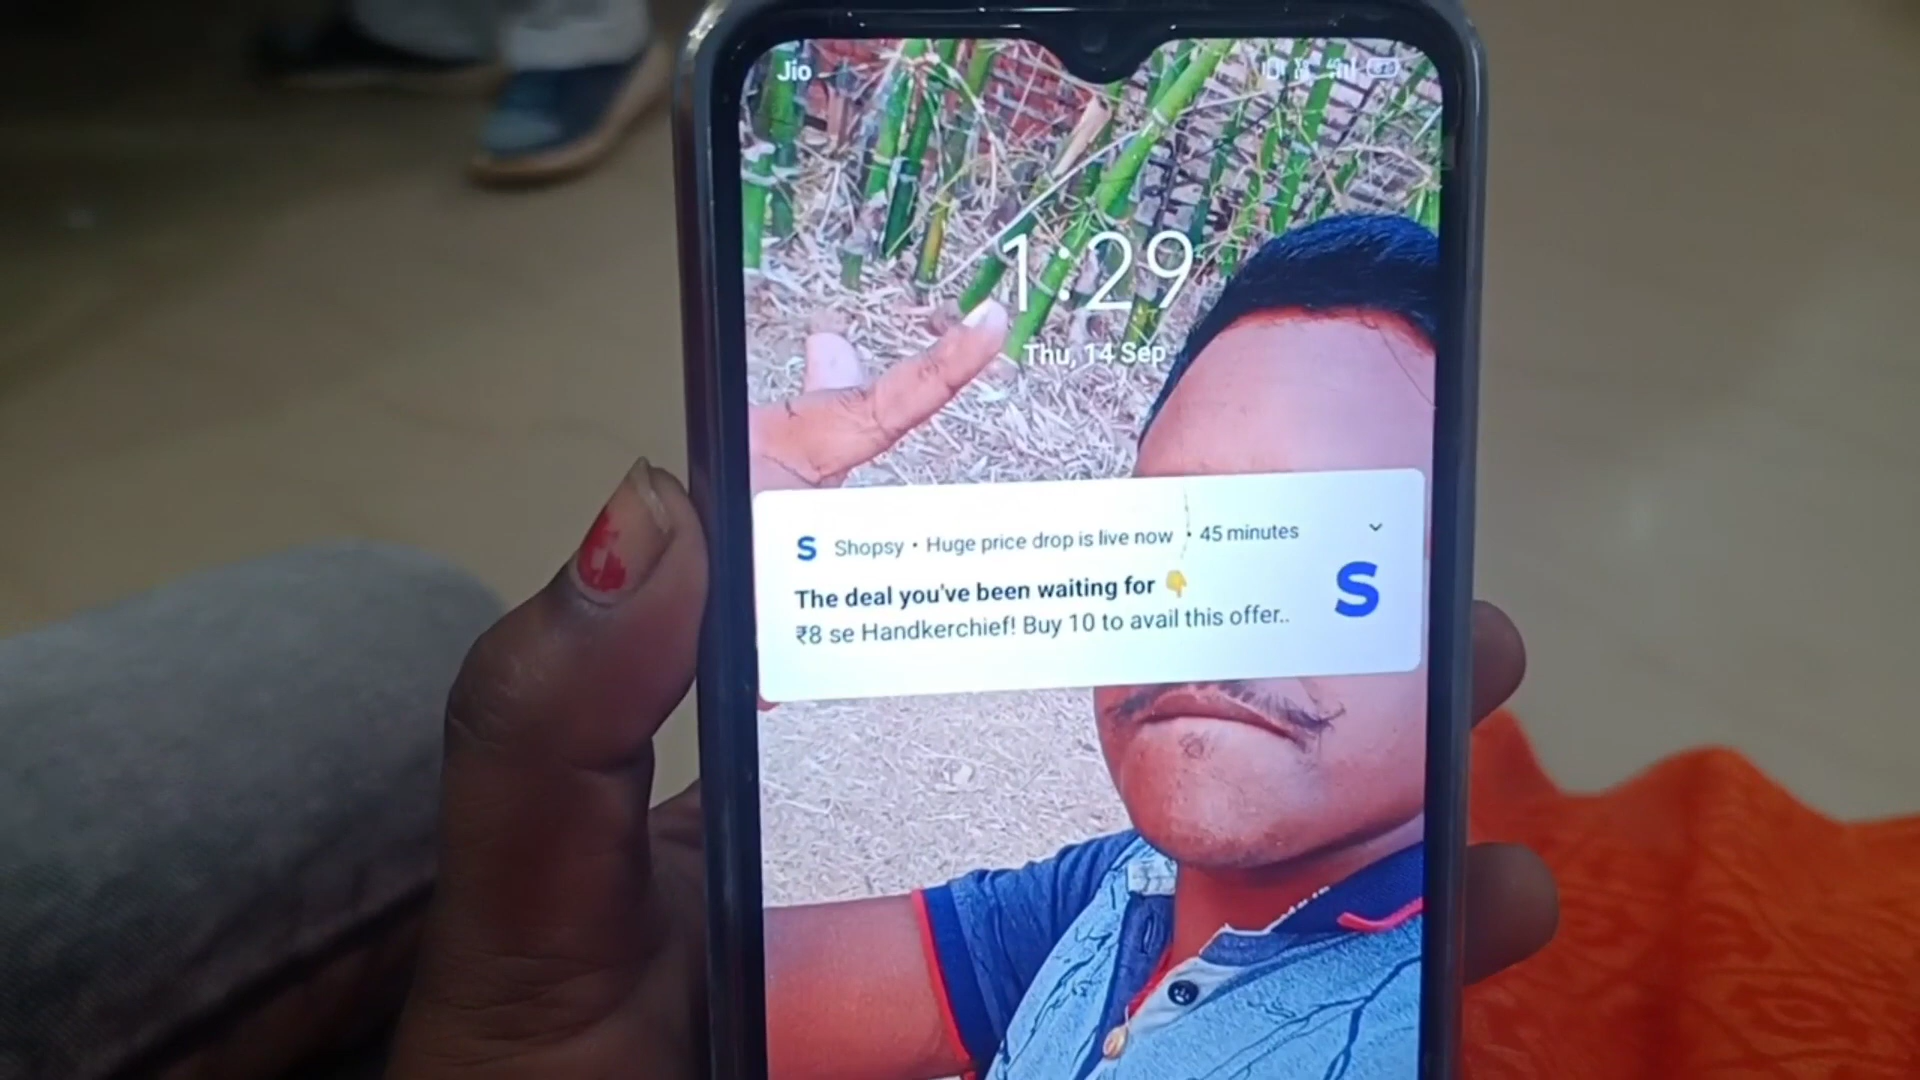 Jio
1:29
Thu, 14 Sep
S Shopsy • Huge price drop is live now • 45 minutes
The deal you've been waiting for 👇
₹8 se Handkerchief! Buy 10 to avail this offer..
S